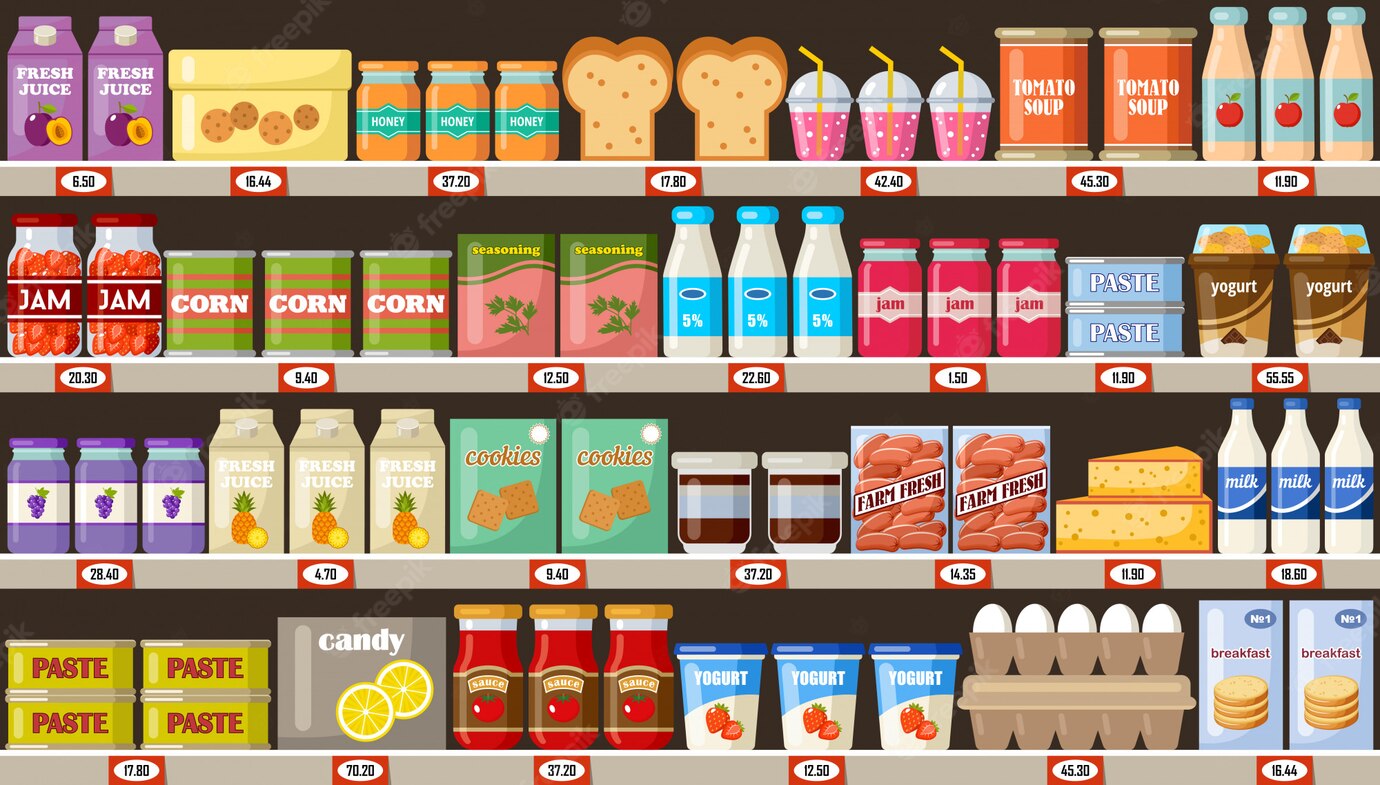 FRESH
JUICE
FRESH
JUICE
HONEY
HONEY
HONEY
TOMATO
SOUP
TOMATO
SOUP
6.50
16.44
37.20
17.80
42.40
45.30
11.90
JAM
JAM
CORN
CORN
CORN
seasoning
seasoning
5%
5%
5%
jam
jam
jam
PASTE
PASTE
yogurt
yogurt
20.30
9.40
12.50
22.60
1.50
11.90
55.55
FRESH
JUICE
FRESH
JUICE
FRESH
JUICE
cookies
cookies
FARM FRESH
FARM FRESH
milk
milk
milk
28.40
4.70
9.40
37.20
14.35
11.90
18.60
PASTE
PASTE
PASTE
PASTE
candy
sauce
sauce
sauce
YOGURT
YOGURT
YOGURT
№1
breakfast
№1
breakfast
17.80
70.20
37.20
12.50
45.30
16.44
freepik
freepik
freepik
freepik
freepik